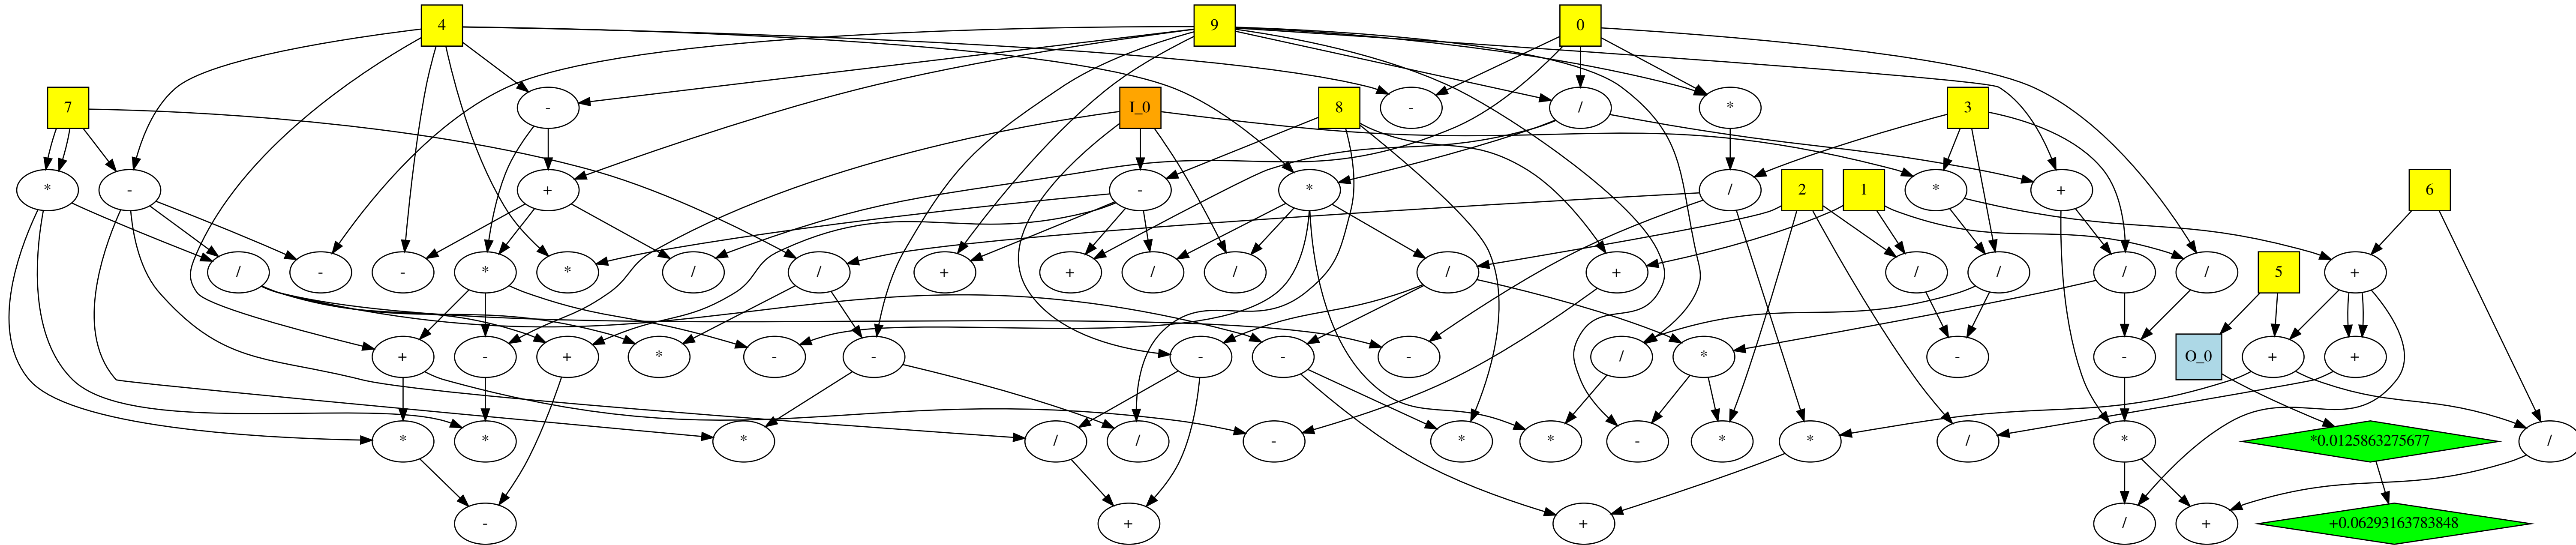 4 9 0
7 - I_0 8 - / * 3
* - + - * / 2 1 * + 6
/ - - * * / / + + / / / + / / / / 5 +
+ - + * - - - - - / * - - O_0 + +
* * * / / - * * - * * / * *0.0125863275677 /
- + + / + +0.06293163783848